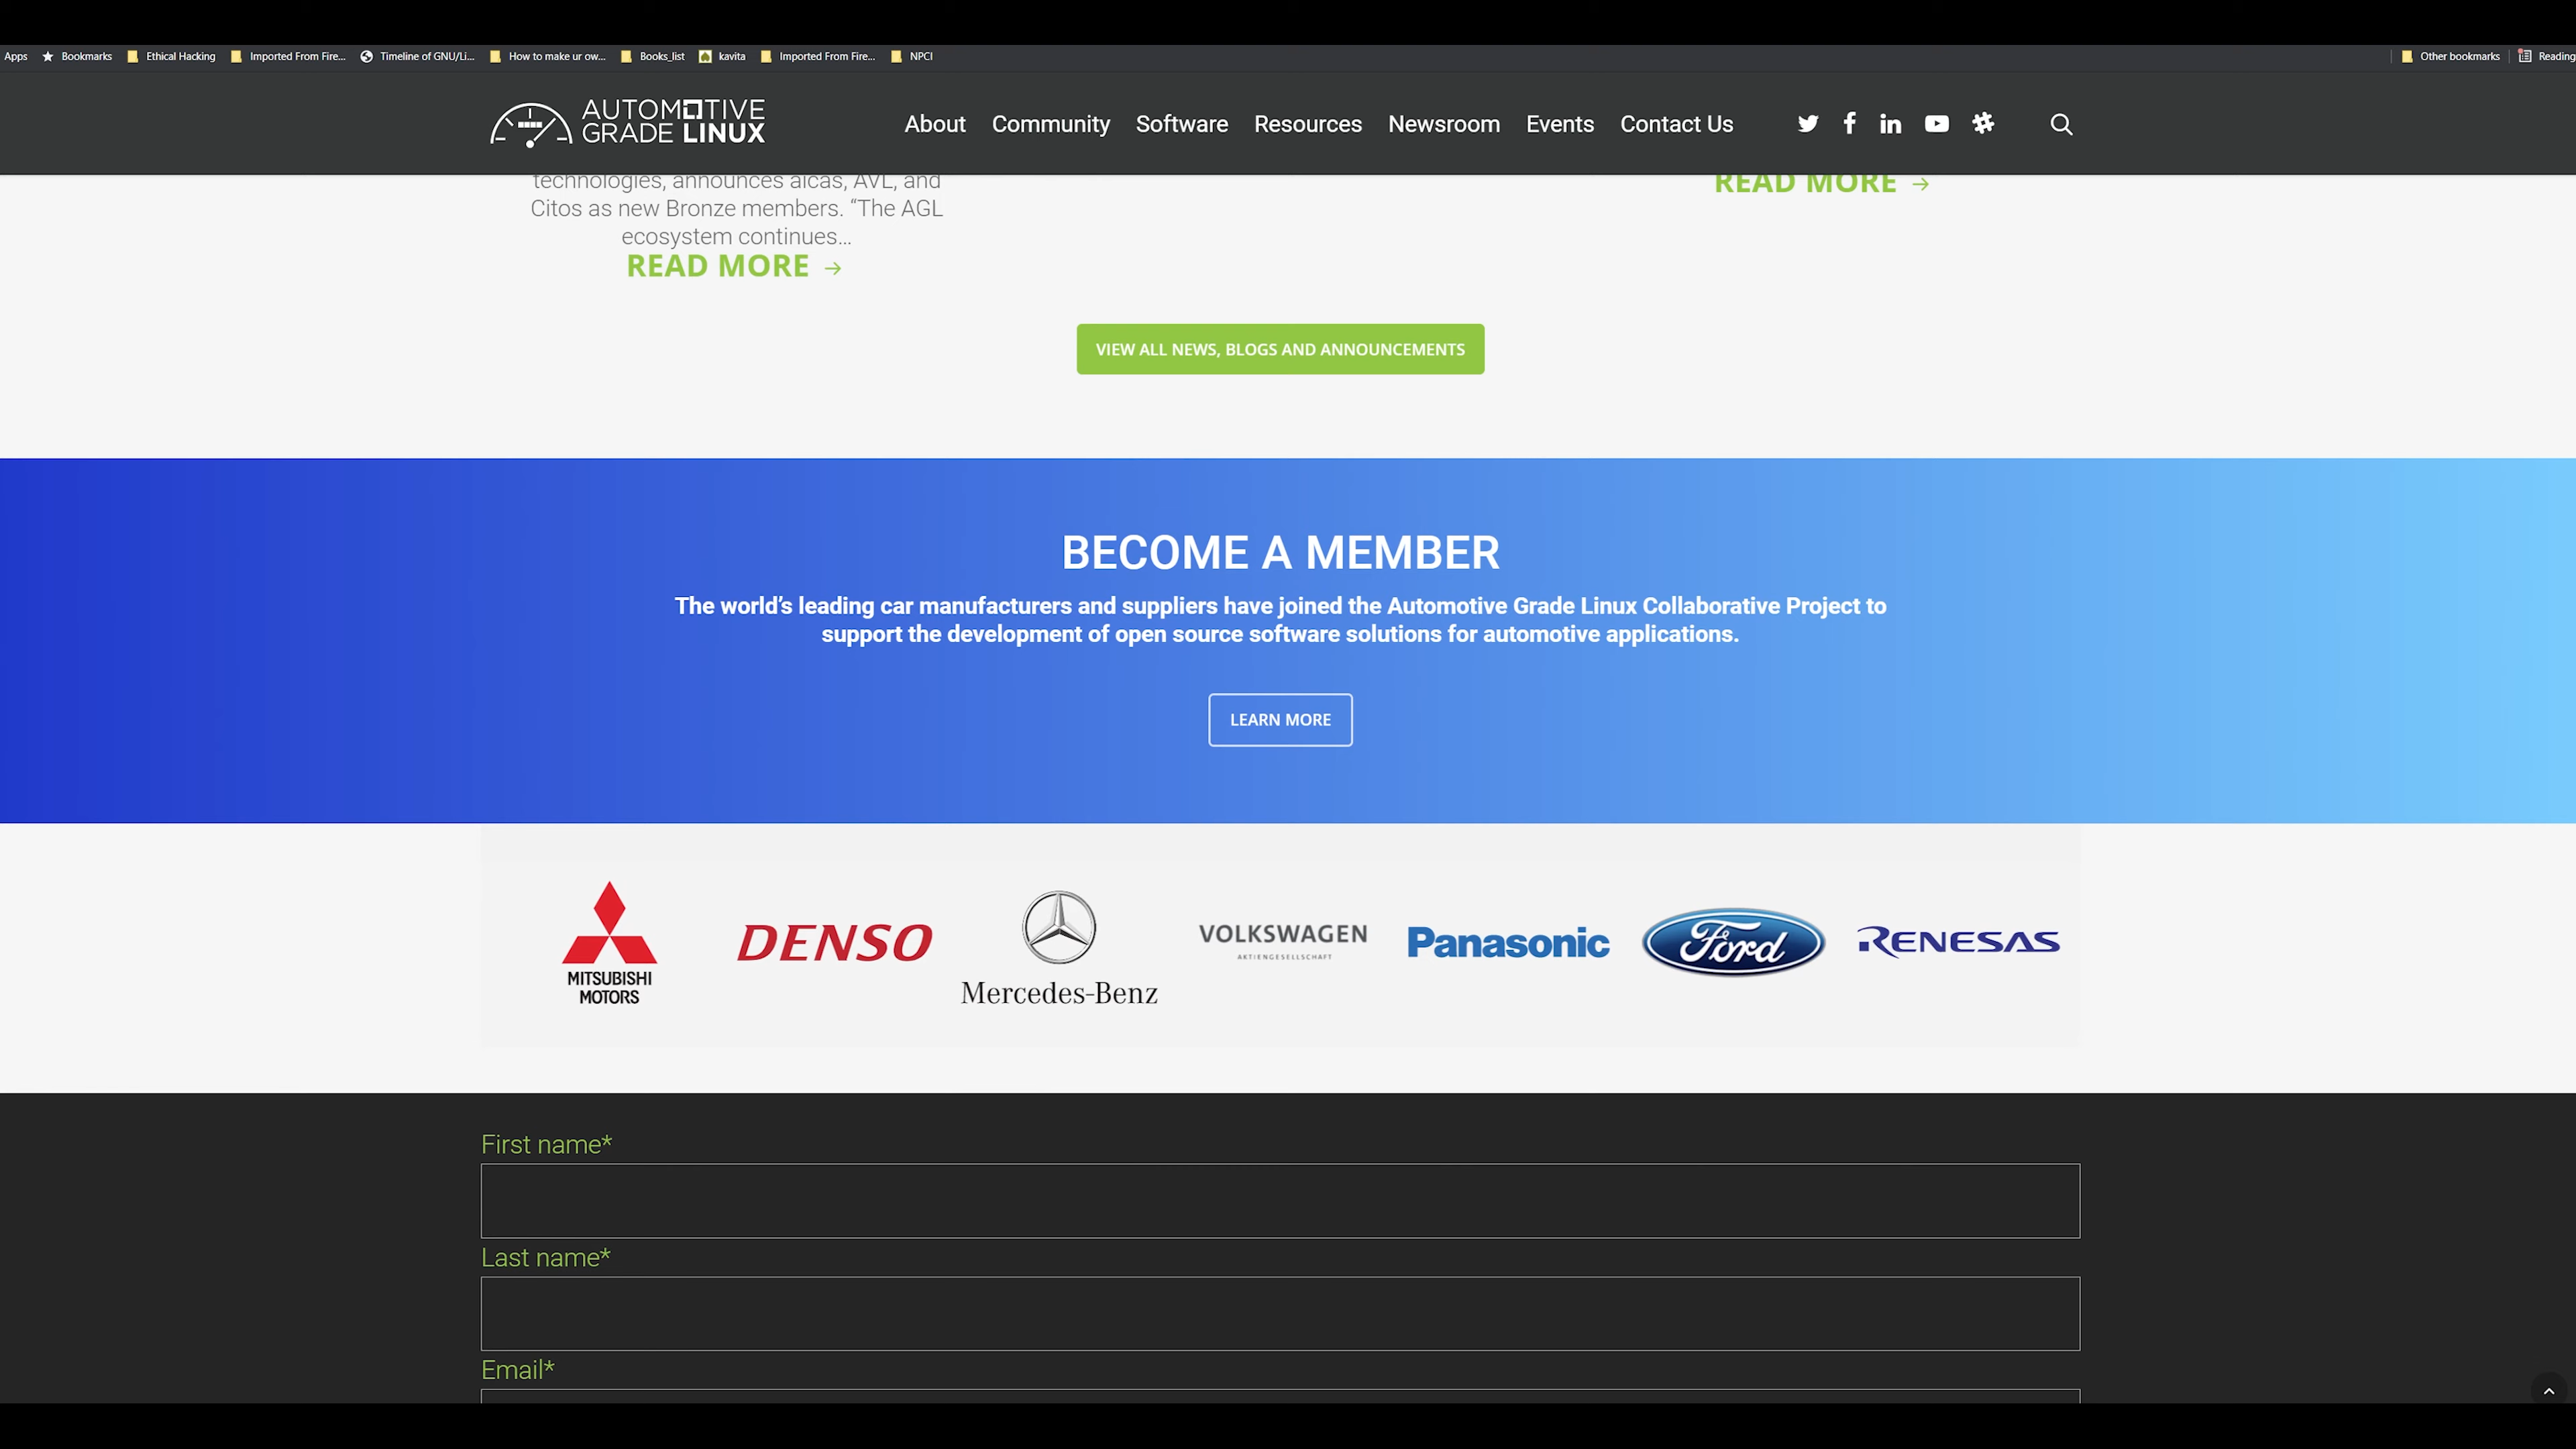 Apps Bookmarks Ethical Hacking Imported From Fire... Timeline of GNU/Li... How to make ur ow... Books_list kavita Imported From Fire... NPCI Other bookmarks Reading
AUTOMOTIVE
GRADE LINUX
About Community Software Resources Newsroom Events Contact Us
technologies, announces aicas, AVL, and
Citos as new Bronze members. “The AGL
ecosystem continues...
READ MORE →
READ MORE →
VIEW ALL NEWS, BLOGS AND ANNOUNCEMENTS
BECOME A MEMBER
The world’s leading car manufacturers and suppliers have joined the Automotive Grade Linux Collaborative Project to
support the development of open source software solutions for automotive applications.
LEARN MORE
MITSUBISHI
MOTORS
DENSO
Mercedes-Benz
VOLKSWAGEN
AKTIENGESELLSCHAFT
Panasonic
Ford
RENESAS
First name*
Last name*
Email*